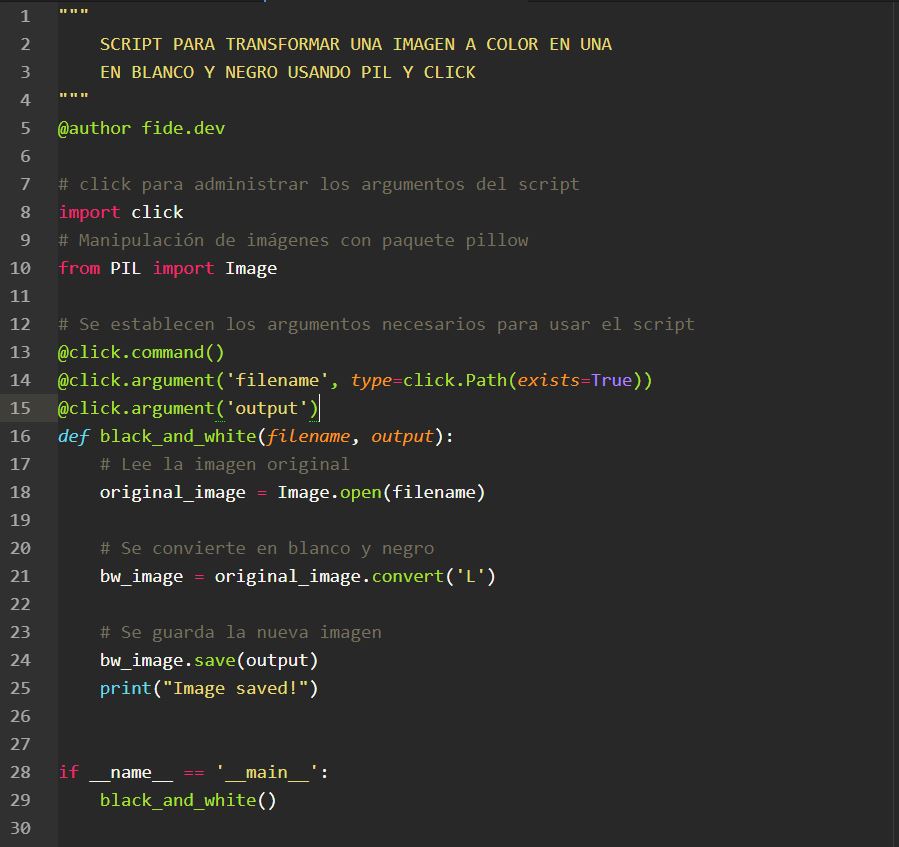 1 """
2     SCRIPT PARA TRANSFORMAR UNA IMAGEN A COLOR EN UNA
3     EN BLANCO Y NEGRO USANDO PIL Y CLICK
4 """
5 @author fide.dev
6
7 # click para administrar los argumentos del script
8 import click
9 # Manipulación de imágenes con paquete pillow
10 from PIL import Image
11
12 # Se establecen los argumentos necesarios para usar el script
13 @click.command()
14 @click.argument('filename', type=click.Path(exists=True))
15 @click.argument('output')
16 def black_and_white(filename, output):
17     # Lee la imagen original
18     original_image = Image.open(filename)
19
20     # Se convierte en blanco y negro
21     bw_image = original_image.convert('L')
22
23     # Se guarda la nueva imagen
24     bw_image.save(output)
25     print("Image saved!")
26
27
28 if __name__ == '__main__':
29     black_and_white()
30